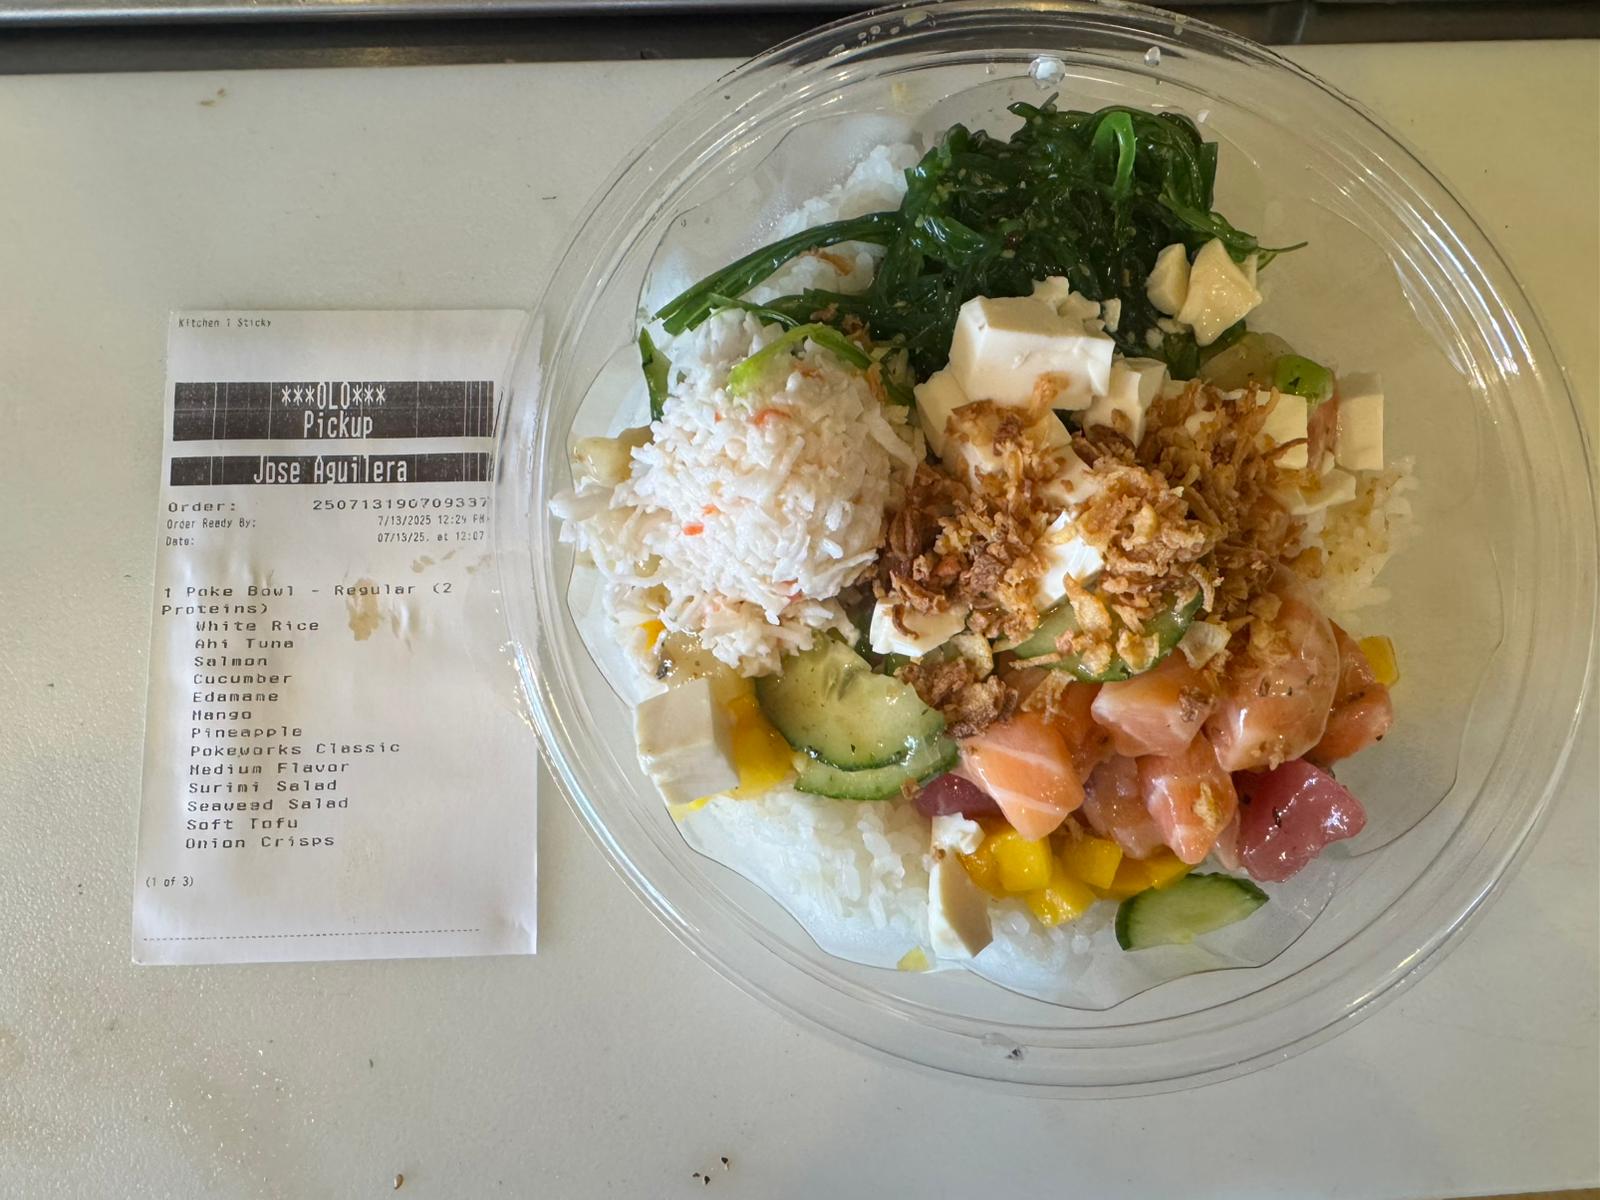 Kitchen 1 Sticky
***OLO***
Pickup
Jose Aguilera
Order: 250713190709337
Order Ready By: 7/13/2025 12:24 PM
Date: 07/13/25, at 12:07
1 Poke Bowl - Regular (2
Proteins)
White Rice
Ahi Tuna
Salmon
Cucumber
Edamame
Mango
Pineapple
Pokeworks Classic
Medium Flavor
Surimi Salad
Seaweed Salad
Soft Tofu
Onion Crisps
(1 of 3)